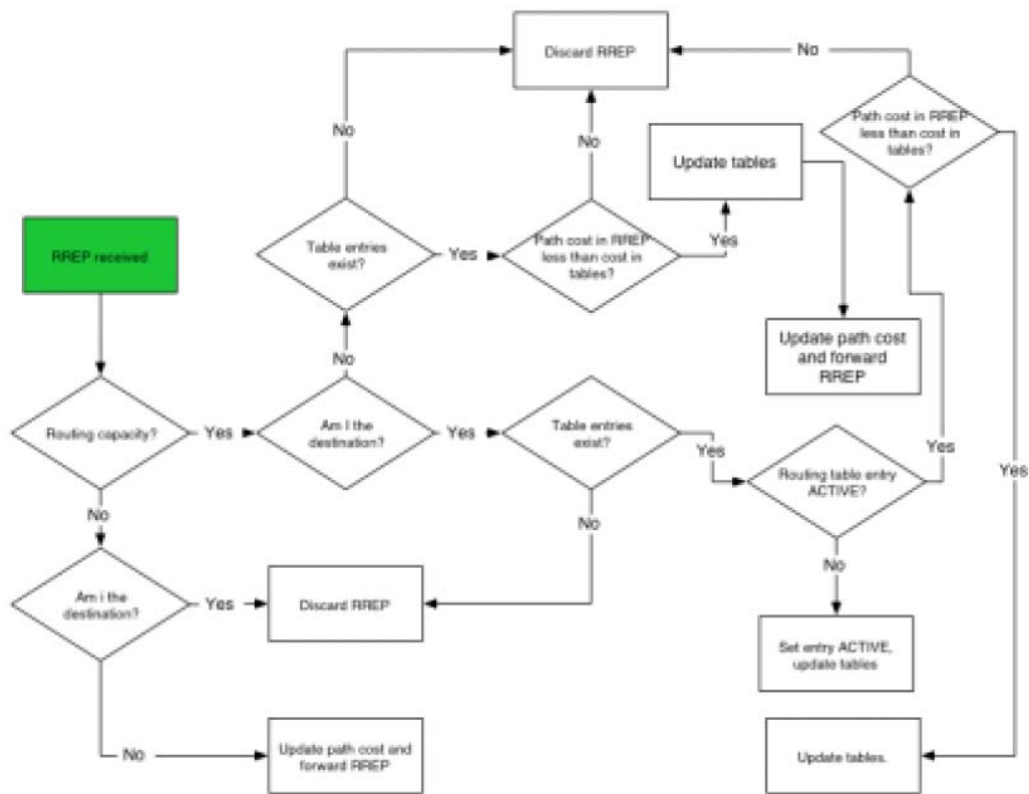 Discard RREP
No
Path cost in RREP
less than cost in
tables?
No
No
Update tables
RREP received
Table entries
exist?
Yes
Path cost in RREP
less than cost in
tables?
Yes
Update path cost
and forward
RREP
No
Routing capacity?
Yes
Am I the
destination?
Yes
Table entries
exist?
Yes
Routing table entry
ACTIVE?
Yes
Yes
No
No
No
Am i the
destination?
Yes
Discard RREP
Set entry ACTIVE,
update tables
No
Update path cost and
forward RREP
Update tables.